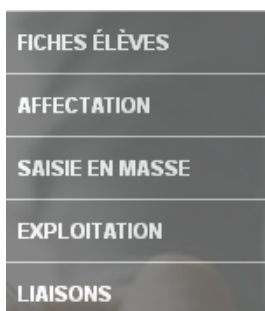 FICHES ÉLÈVES
AFFECTATION
SAISIE EN MASSE
EXPLOITATION
LIAISONS